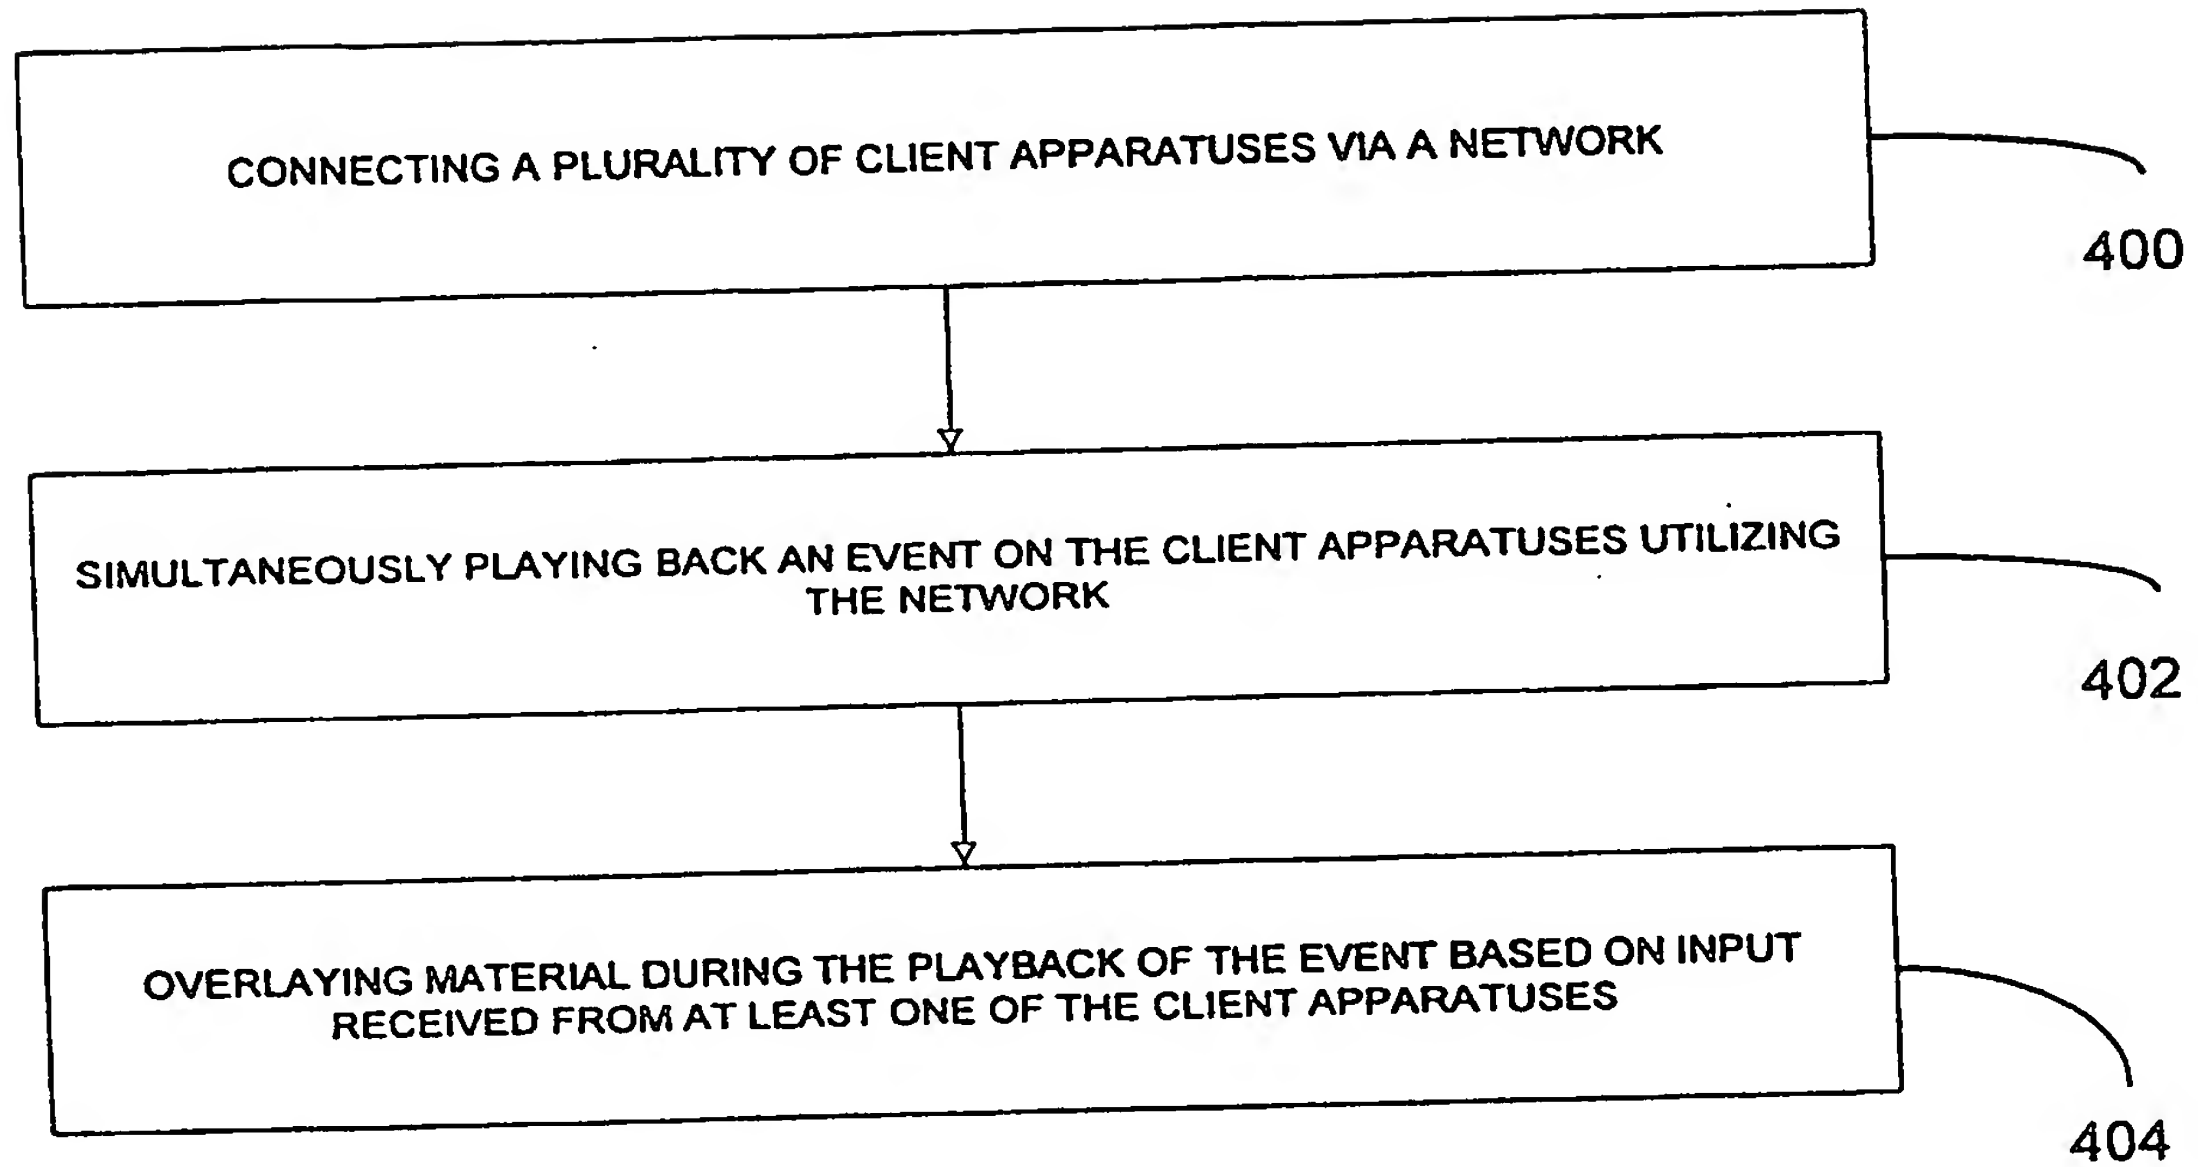 CONNECTING A PLURALITY OF CLIENT APPARATUSES VIA A NETWORK
400
SIMULTANEOUSLY PLAYING BACK AN EVENT ON THE CLIENT APPARATUSES UTILIZING
THE NETWORK
402
OVERLAYING MATERIAL DURING THE PLAYBACK OF THE EVENT BASED ON INPUT
RECEIVED FROM AT LEAST ONE OF THE CLIENT APPARATUSES
404